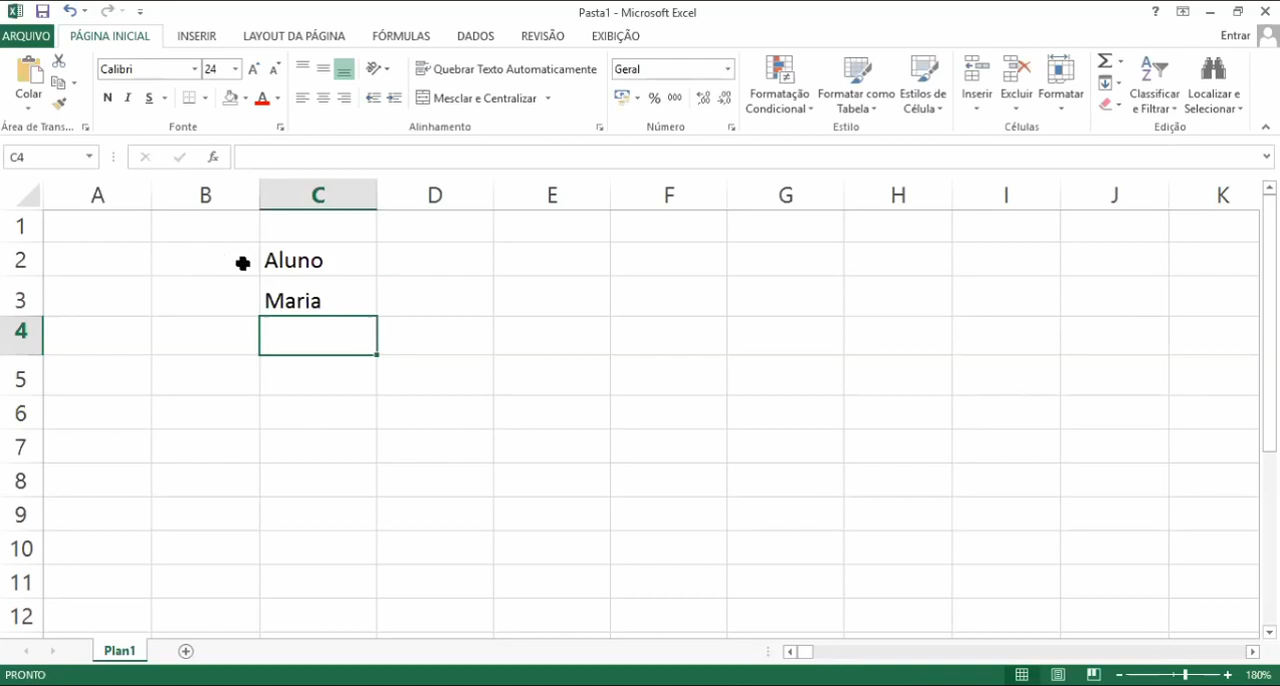 Pasta1 - Microsoft Excel
?
ARQUIVO PÁGINA INICIAL INSERIR LAYOUT DA PÁGINA FÓRMULAS DADOS REVISÃO EXIBIÇÃO Entrar
Colar
Calibri 24
N I S
Quebrar Texto Automaticamente
Mesclar e Centralizar
Geral
% 000
Formatação Condicional
Formatar como Tabela
Estilos de Célula
Inserir
Excluir
Formatar
Classificar e Filtrar
Localizar e Selecionar
Área de Trans... Fonte Alinhamento Número Estilo Células Edição
C4 fx
A B C D E F G H I J K
1
2 Aluno
3 Maria
4
5
6
7
8
9
10
11
12
Plan1
PRONTO 180%